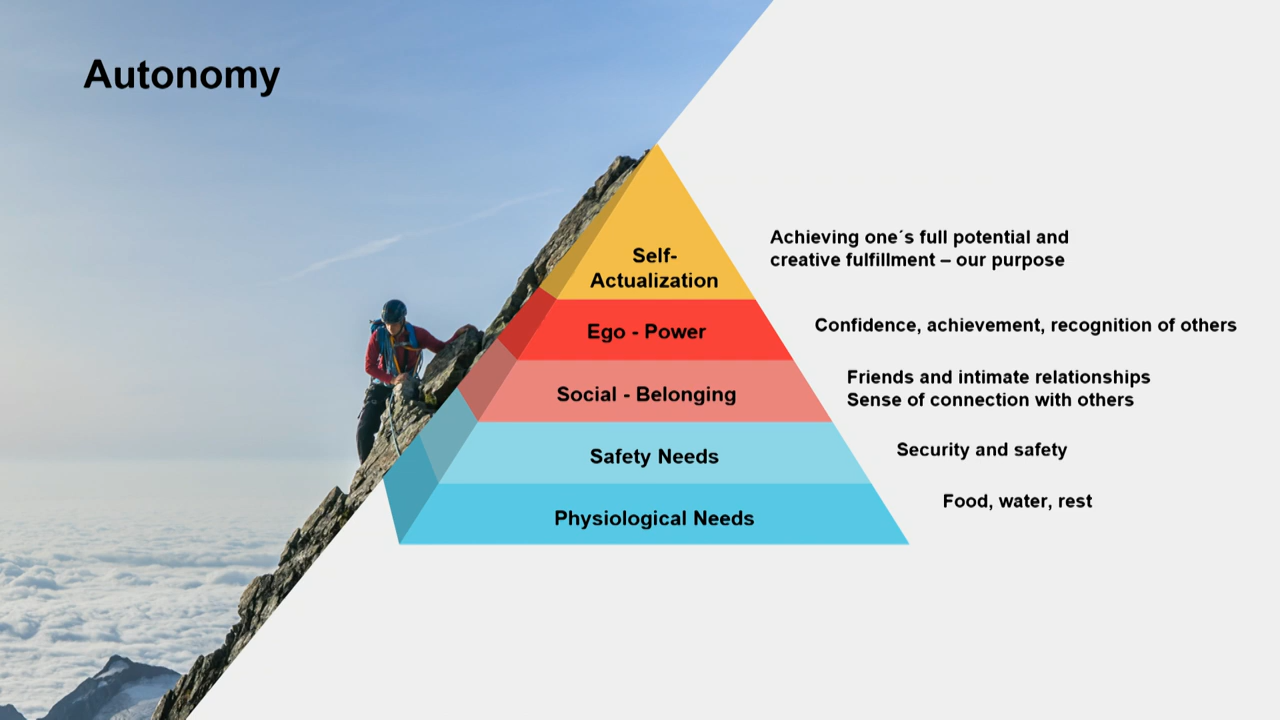 Autonomy
Self-
Actualization
Achieving one´s full potential and
creative fulfillment – our purpose
Ego - Power
Confidence, achievement, recognition of others
Social - Belonging
Friends and intimate relationships
Sense of connection with others
Safety Needs
Security and safety
Physiological Needs
Food, water, rest